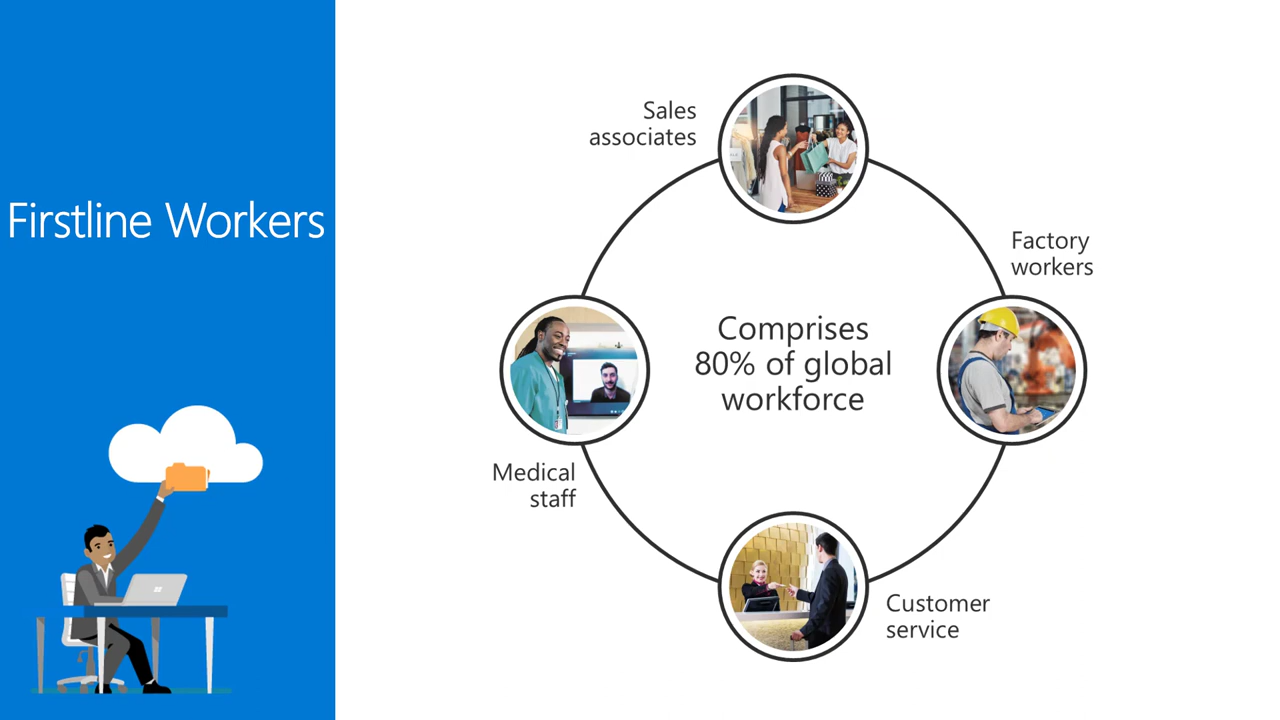 Firstline Workers
Sales
associates
Factory
workers
Comprises
80% of global
workforce
Medical
staff
Customer
service